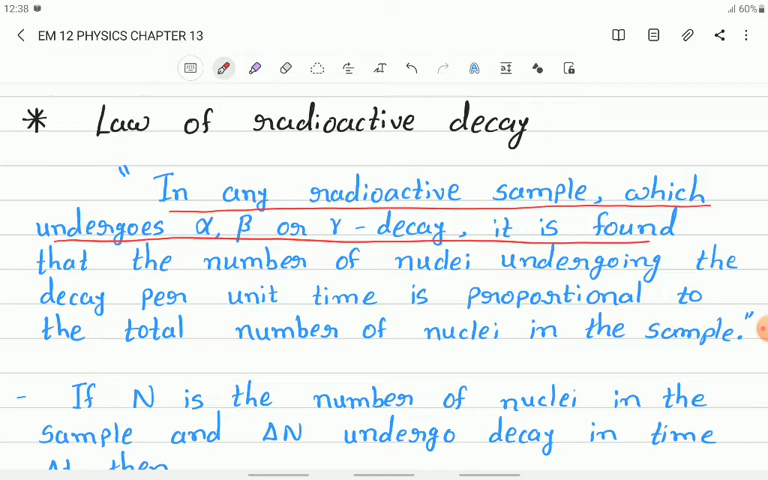 12:38
60%
EM 12 PHYSICS CHAPTER 13
* Law of radioactive decay
" In any radioactive sample, which
undergoes α, β or γ - decay, it is found
that the number of nuclei undergoing the
decay per unit time is proportional to
the total number of nuclei in the sample."
- If N is the number of nuclei in the
sample and ΔN undergo decay in time
Δt then